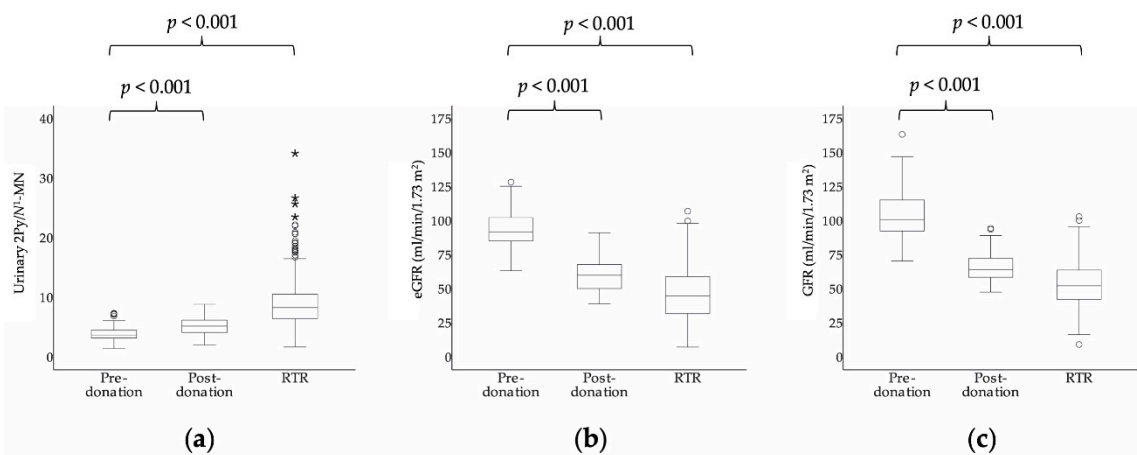 p < 0.001
p < 0.001
40
30
20
10
0
Urinary 2Py/N¹-MN
Pre-
donation
Post-
donation
RTR
(a)
p < 0.001
p < 0.001
175
150
125
100
75
50
25
0
eGFR (ml/min/1.73 m²)
Pre-
donation
Post-
donation
RTR
(b)
p < 0.001
p < 0.001
175
150
125
100
75
50
25
0
GFR (ml/min/1.73 m²)
Pre-
donation
Post-
donation
RTR
(c)